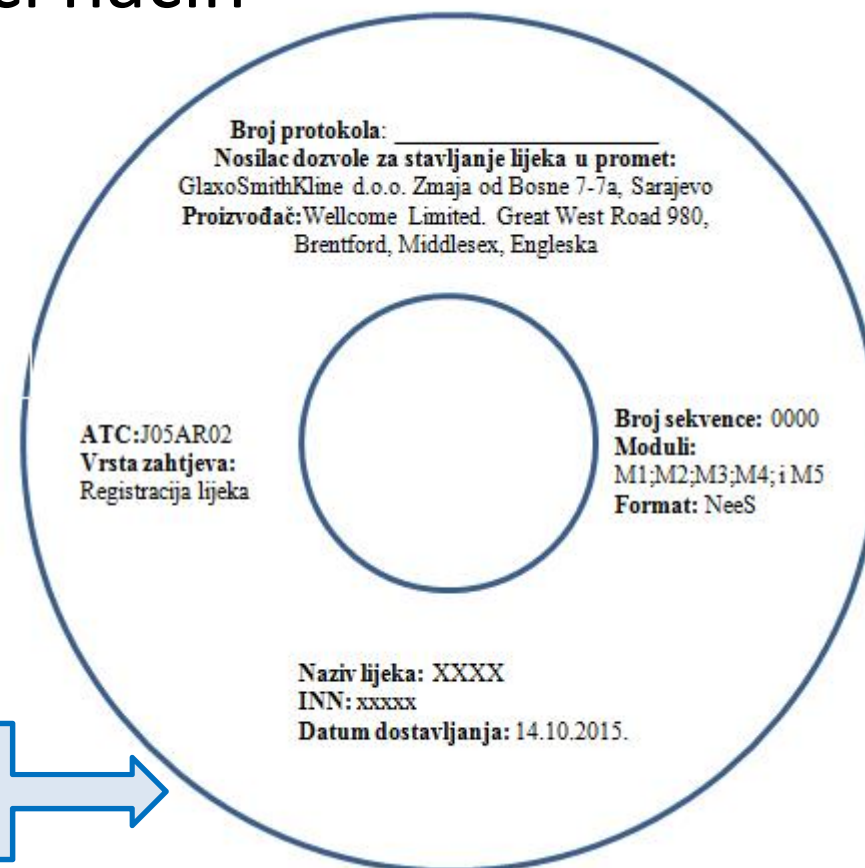 način
Broj protokola: ______________________
Nosilac dozvole za stavljanje lijeka u promet:
GlaxoSmithKline d.o.o. Zmaja od Bosne 7-7a, Sarajevo
Proizvođač:Wellcome Limited. Great West Road 980,
Brentford, Middlesex, Engleska
ATC:J05AR02
Vrsta zahtjeva:
Registracija lijeka
Broj sekvence: 0000
Moduli:
M1;M2;M3;M4; i M5
Format: NeeS
Naziv lijeka: XXXX
INN: xxxxx
Datum dostavljanja: 14.10.2015.